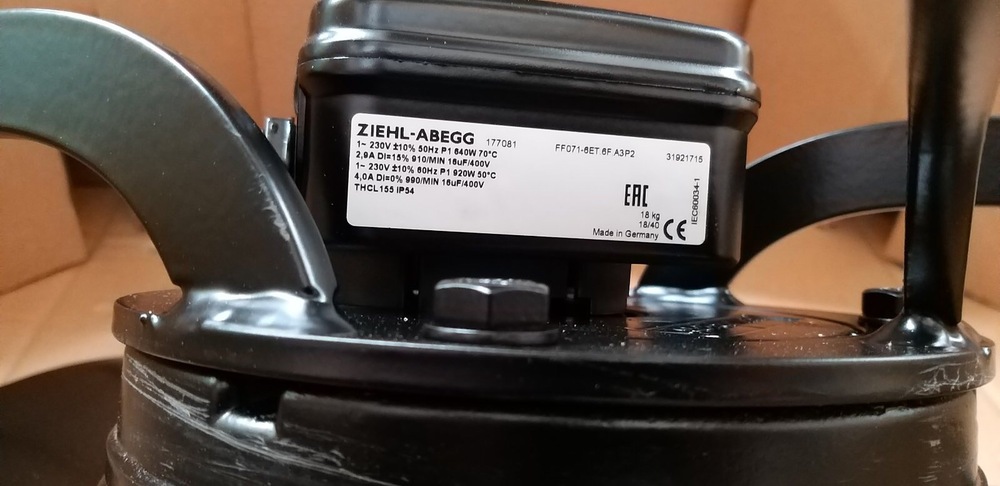 ZIEHL-ABEGG 177081 FF071-6ET.6F.A3P2 31921715
1~ 230V ±10% 50Hz P1 640W 70°C
2,9A DI=15% 910/MIN 16uF/400V
1~ 230V ±10% 60Hz P1 920W 50°C
4,0A DI=0% 990/MIN 16uF/400V
THCL155 IP54
EAC
18 kg
18/40
Made in Germany CE
IEC60034-1